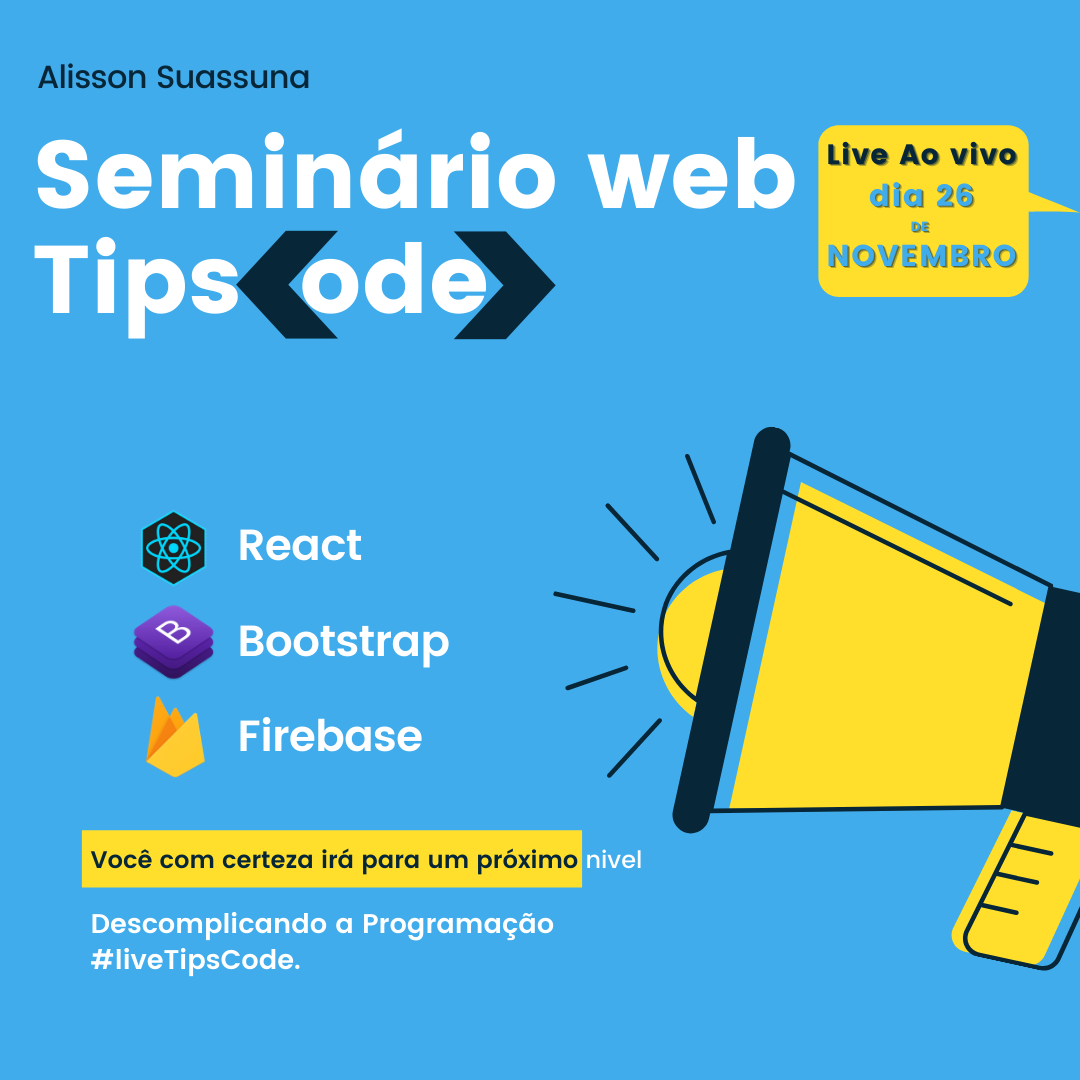 Alisson Suassuna
Seminário web
Tips<ode>
Live Ao vivo
dia 26
DE
NOVEMBRO
React
B
Bootstrap
Firebase
Você com certeza irá para um próximo nivel
Descomplicando a Programação
#liveTipsCode.